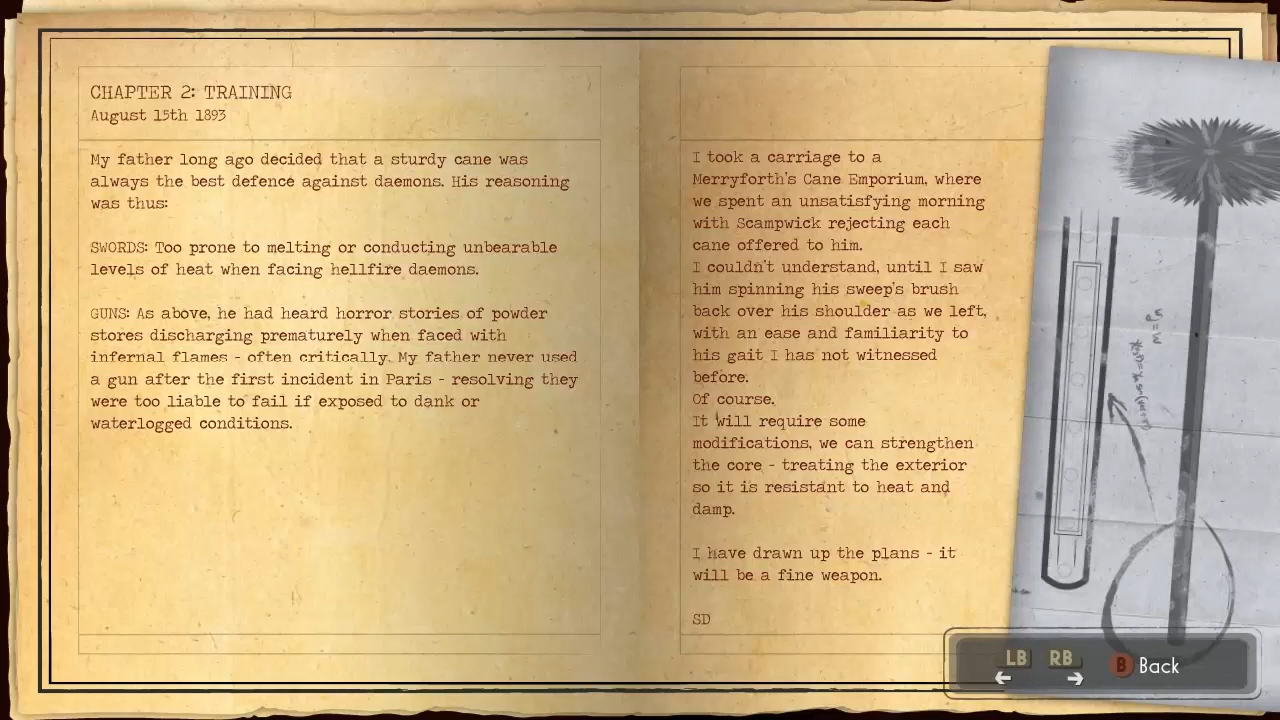 CHAPTER 2: TRAINING
August 15th 1893
My father long ago decided that a sturdy cane was
always the best defence against daemons. His reasoning
was thus:
SWORDS: Too prone to melting or conducting unbearable
levels of heat when facing hellfire daemons.
GUNS: As above, he had heard horror stories of powder
stores discharging prematurely when faced with
infernal flames - often critically. My father never used
a gun after the first incident in Paris - resolving they
were too liable to fail if exposed to dank or
waterlogged conditions.
I took a carriage to a
Merryforth's Cane Emporium, where
we spent an unsatisfying morning
with Scampwick rejecting each
cane offered to him.
I couldn't understand, until I saw
him spinning his sweep's brush
back over his shoulder as we left,
with an ease and familiarity to
his gait I has not witnessed
before.
Of course.
It will require some
modifications, we can strengthen
the core - treating the exterior
so it is resistant to heat and
damp.
I have drawn up the plans - it
will be a fine weapon.
SD
LB RB B Back